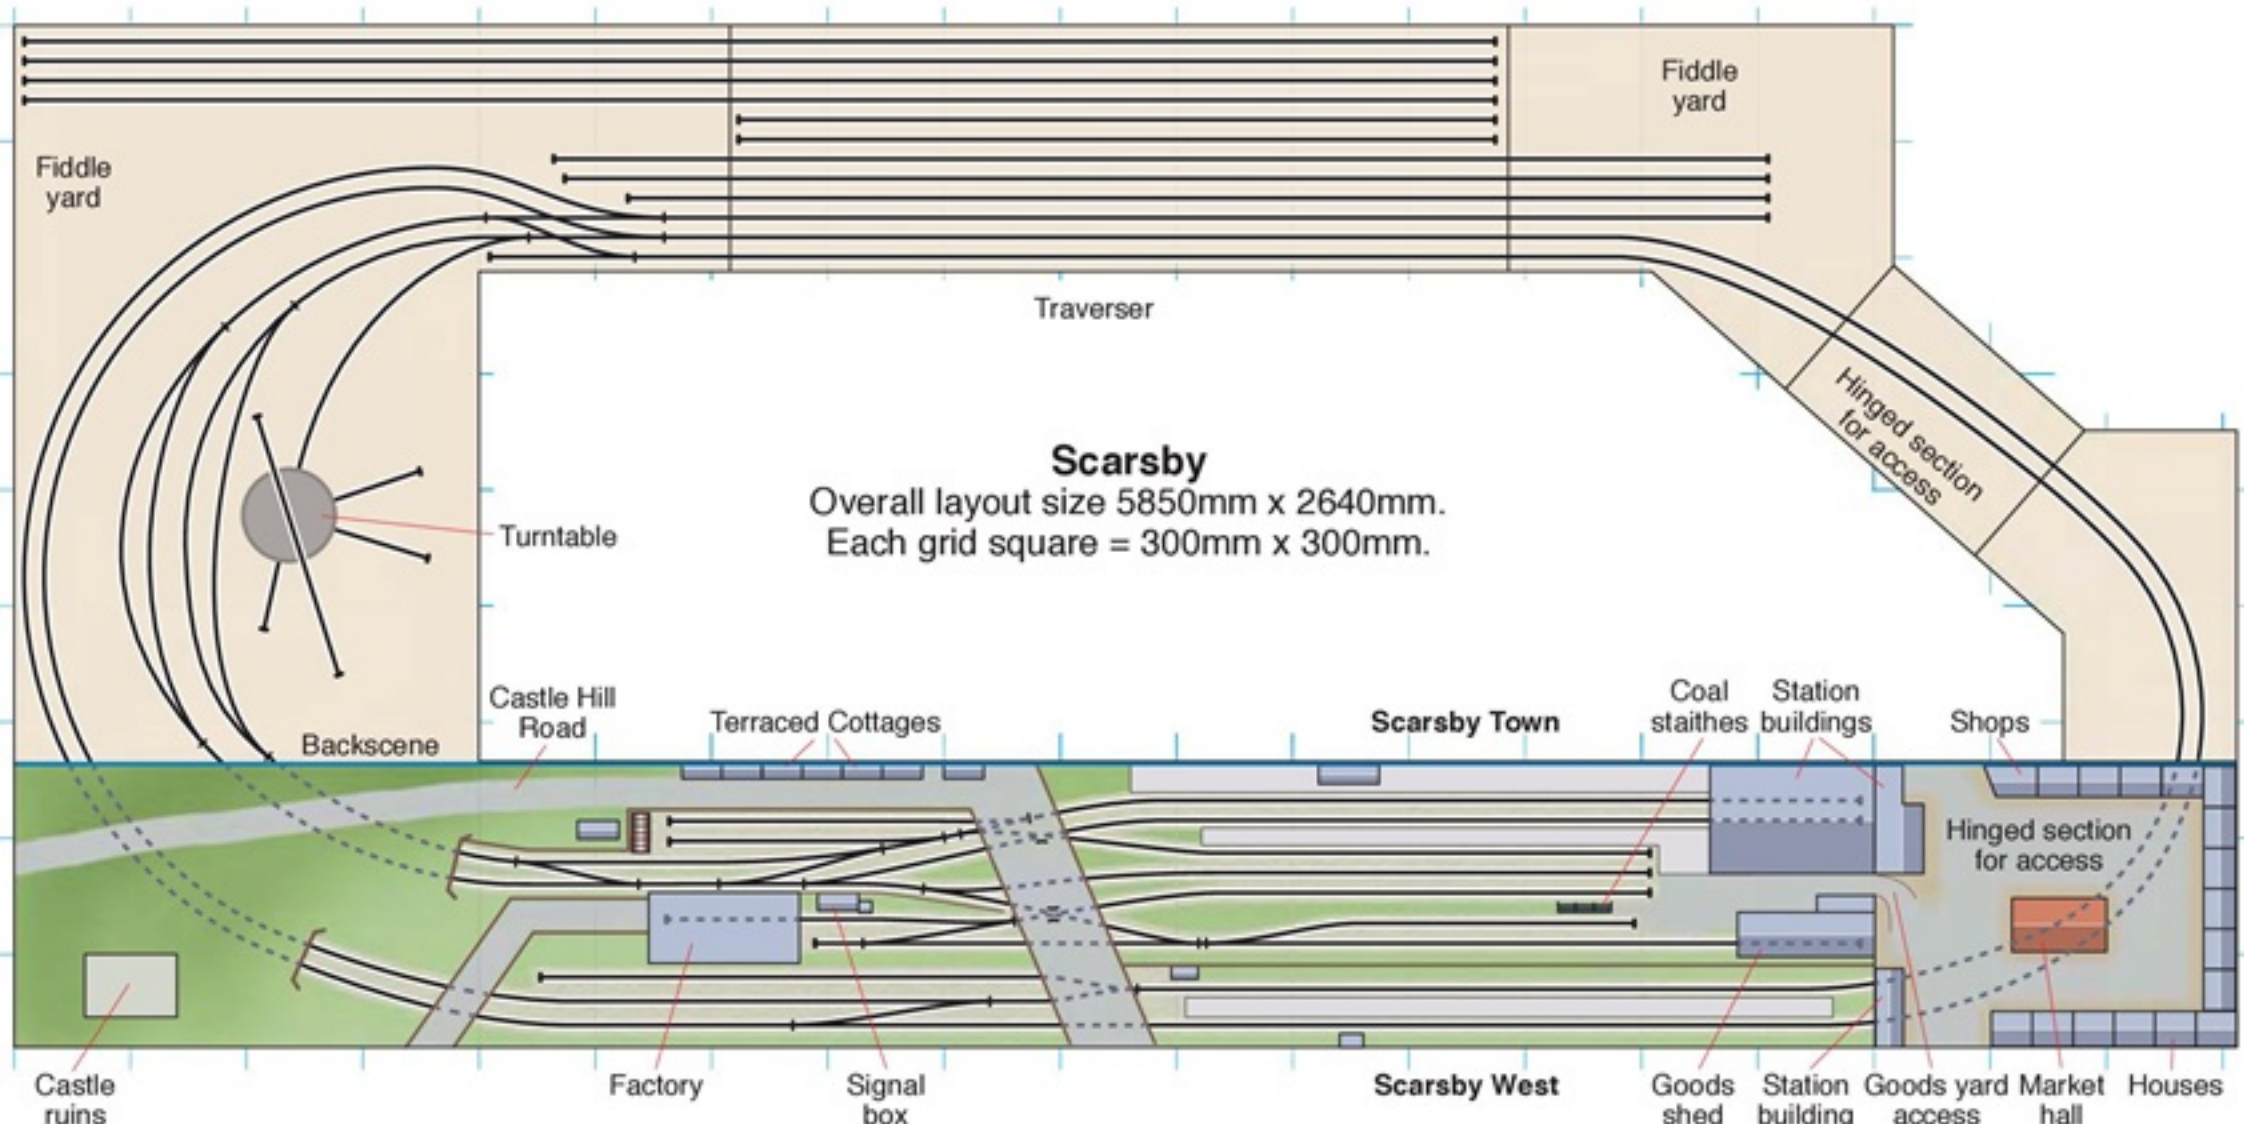 Fiddle
yard
Fiddle
yard
Traverser
Hinged section
for access
Scarsby
Overall layout size 5850mm x 2640mm.
Each grid square = 300mm x 300mm.
Turntable
Castle Hill
Road
Terraced Cottages
Scarsby Town
Coal
staithes
Station
buildings
Shops
Backscene
Hinged section
for access
Castle
ruins
Factory
Signal
box
Scarsby West
Goods
shed
Station
building
Goods yard
access
Market
hall
Houses